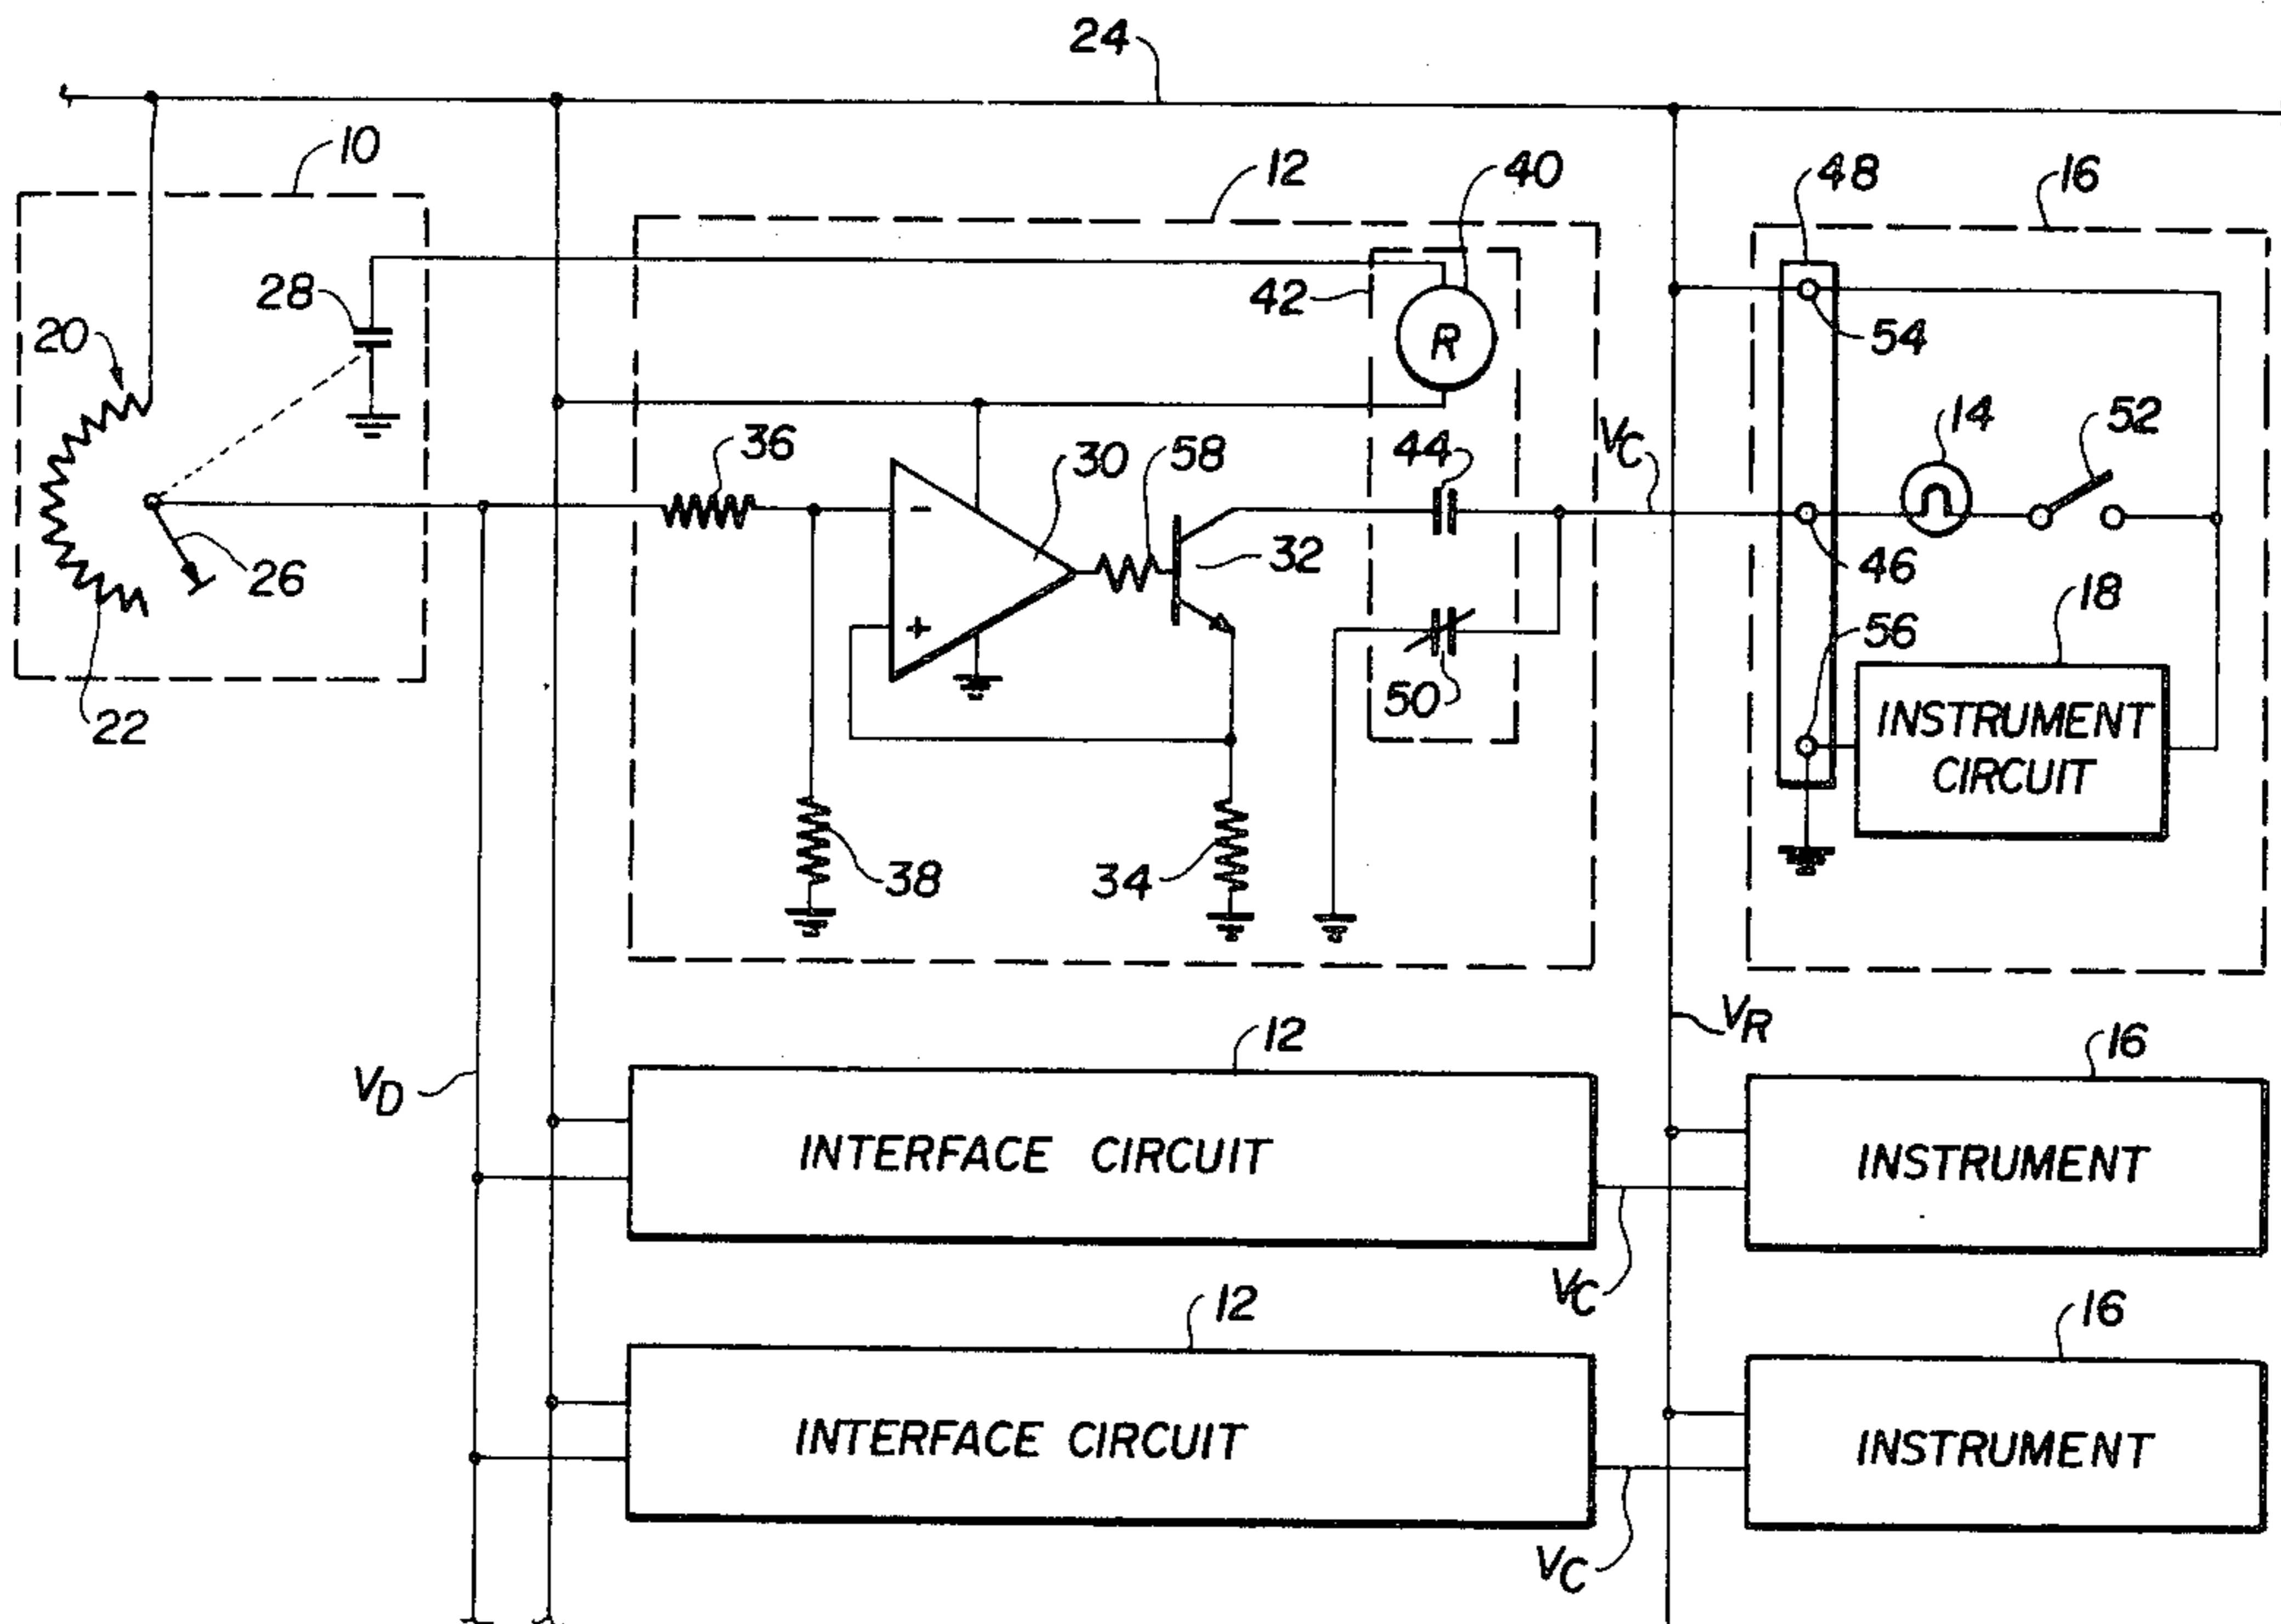 24
10
12
40
48
16
28
42
20
54
R
14
52
36
30
58
44
VC
26
32
46
18
56
22
50
INSTRUMENT
CIRCUIT
38
34
VR
12
16
VD
INTERFACE CIRCUIT
INSTRUMENT
VC
12
16
INTERFACE CIRCUIT
INSTRUMENT
VC
- 
+